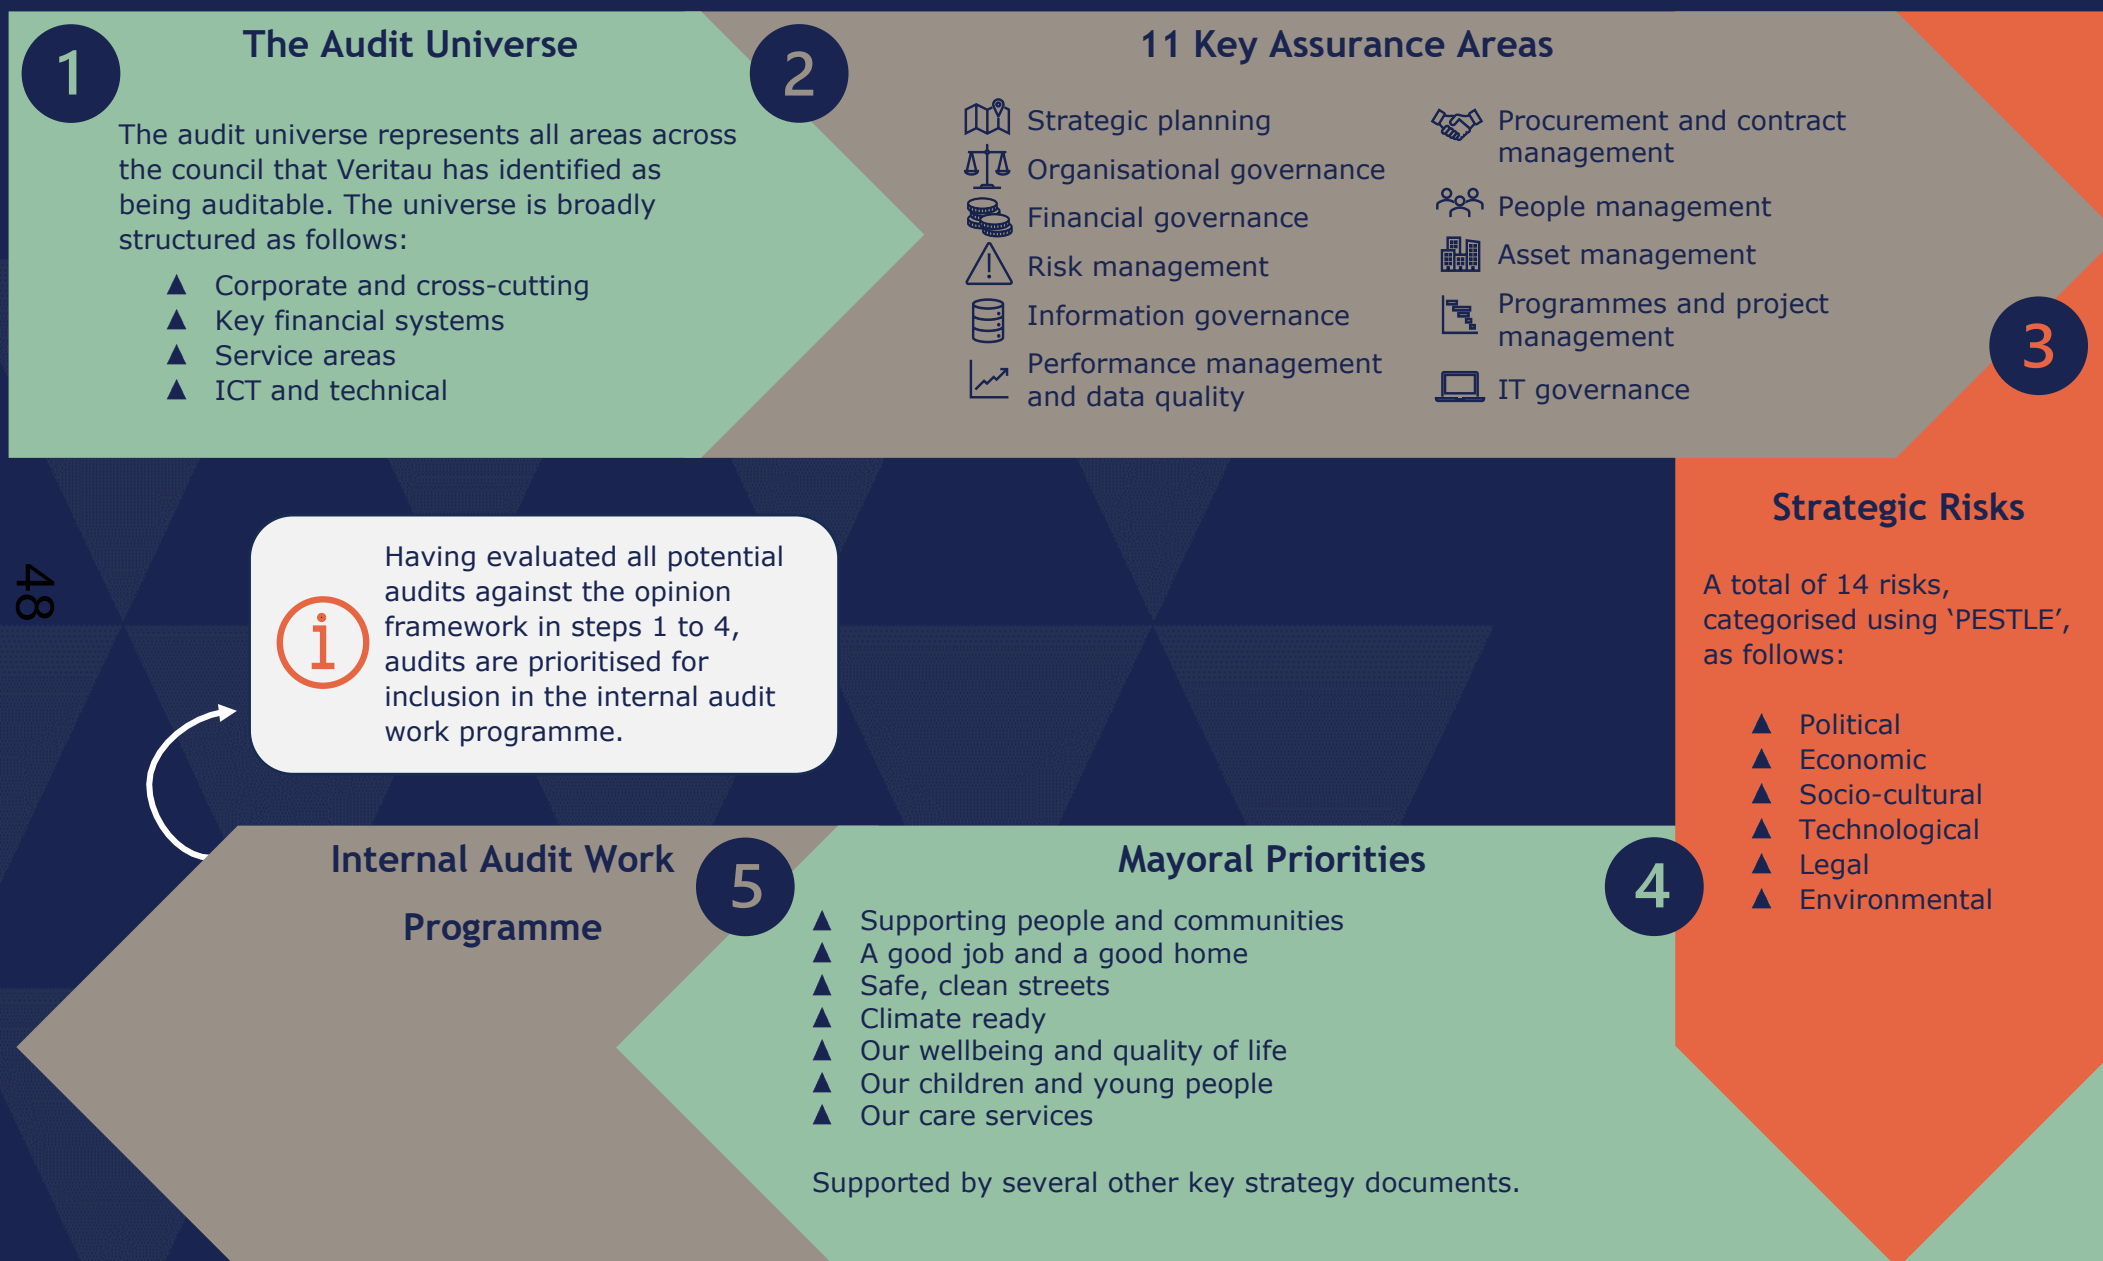 1
The Audit Universe
The audit universe represents all areas across
the council that Veritau has identified as
being auditable. The universe is broadly
structured as follows:
▲ Corporate and cross-cutting
▲ Key financial systems
▲ Service areas
▲ ICT and technical
2
11 Key Assurance Areas
Strategic planning
Organisational governance
Financial governance
Risk management
Information governance
Performance management
and data quality
Procurement and contract
management
People management
Asset management
Programmes and project
management
IT governance
3
Strategic Risks
A total of 14 risks,
categorised using ‘PESTLE’,
as follows:
▲ Political
▲ Economic
▲ Socio-cultural
▲ Technological
▲ Legal
▲ Environmental
4
Mayoral Priorities
▲ Supporting people and communities
▲ A good job and a good home
▲ Safe, clean streets
▲ Climate ready
▲ Our wellbeing and quality of life
▲ Our children and young people
▲ Our care services
Supported by several other key strategy documents.
5
Internal Audit Work
Programme
i
Having evaluated all potential
audits against the opinion
framework in steps 1 to 4,
audits are prioritised for
inclusion in the internal audit
work programme.
48